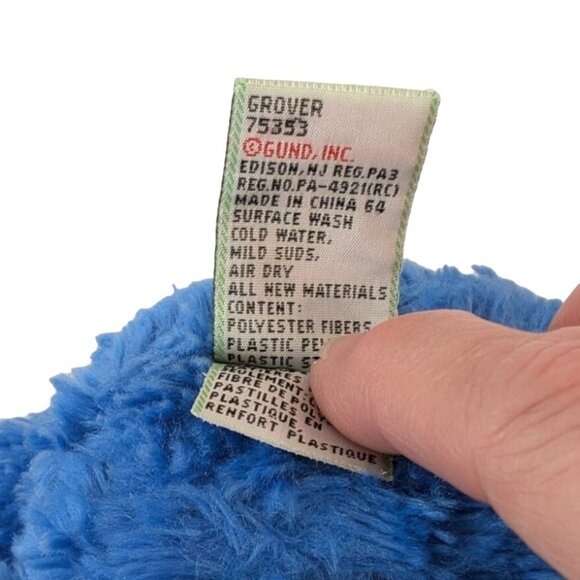 GROVER
75353
©GUND, INC.
EDISON, NJ REG.PA3
REG.NO.PA-4921(RC)
MADE IN CHINA 64
SURFACE WASH
COLD WATER,
MILD SUDS,
AIR DRY
ALL NEW MATERIALS
CONTENT:
POLYESTER FIBERS
PLASTIC
PLASTIC
FIBRE DE
PASTILLES
PLASTIQUE, EN
RENFORT PLASTIQUE